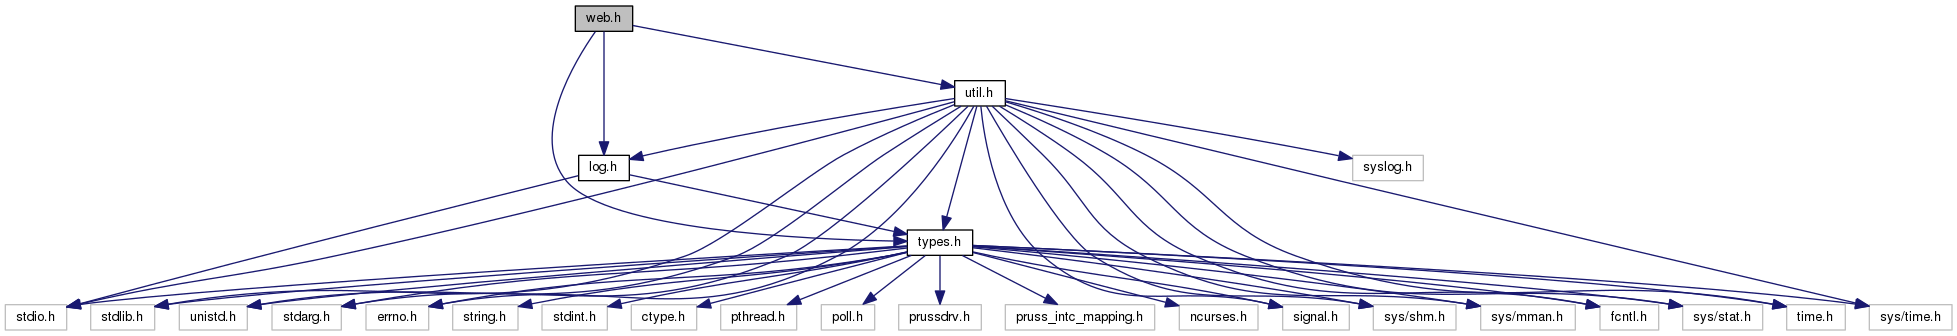 web.h
util.h
log.h
syslog.h
types.h
stdio.h
stdlib.h
unistd.h
stdarg.h
errno.h
string.h
stdint.h
ctype.h
pthread.h
poll.h
prussdrv.h
pruss_intc_mapping.h
ncurses.h
signal.h
sys/shm.h
sys/mman.h
fcntl.h
sys/stat.h
time.h
sys/time.h